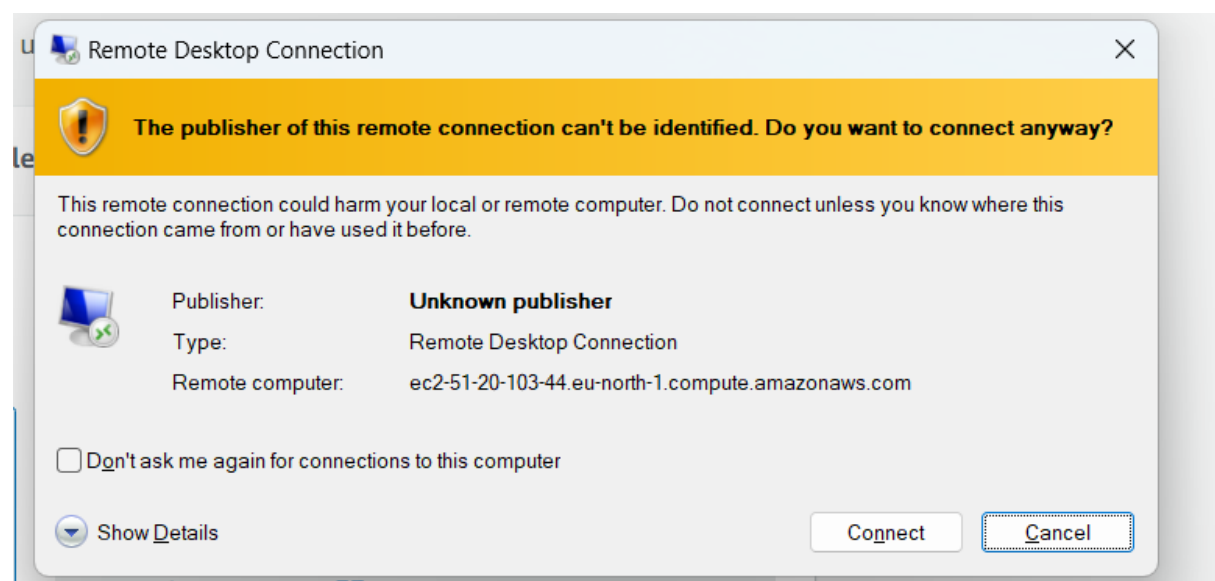 u
Remote Desktop Connection
The publisher of this remote connection can't be identified. Do you want to connect anyway?
le
This remote connection could harm your local or remote computer. Do not connect unless you know where this
connection came from or have used it before.
Publisher: Unknown publisher
Type: Remote Desktop Connection
Remote computer: ec2-51-20-103-44.eu-north-1.compute.amazonaws.com
Don't ask me again for connections to this computer
Show Details
Connect
Cancel